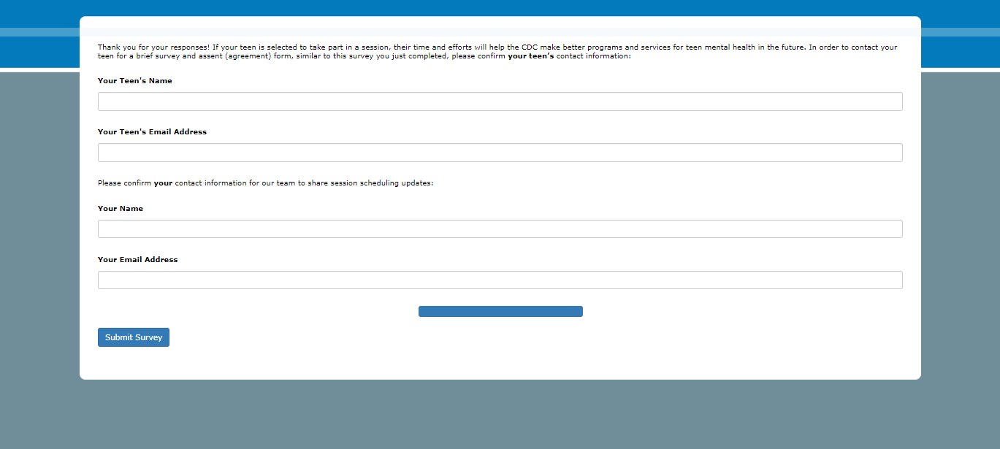 Thank you for your responses! If your teen is selected to take part in a session, their time and efforts will help the CDC make better programs and services for teen mental health in the future. In order to contact your
teen for a brief survey and assent (agreement) form, similar to this survey you just completed, please confirm your teen’s contact information:
Your Teen's Name
Your Teen's Email Address
Please confirm your contact information for our team to share session scheduling updates:
Your Name
Your Email Address
Submit Survey